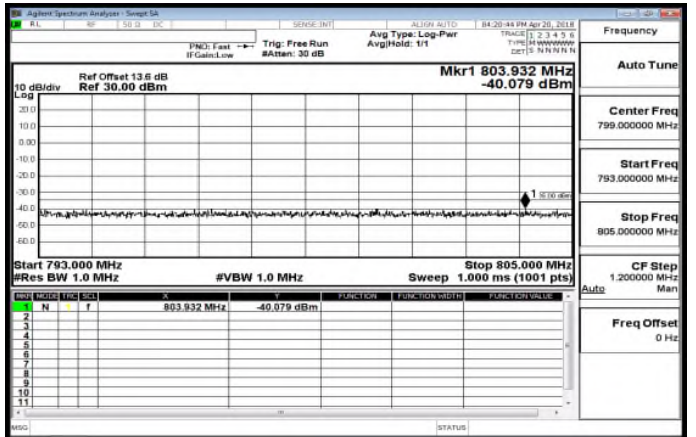 Agilent Spectrum Analyzer - Swept SA
RL RF 50 Ω DC SENSE:INT ALIGN AUTO 04:20:44 PM Apr 20, 2018
Frequency
PNO: Fast Trig: Free Run Avg Type: Log-Pwr TRACE 1 2 3 4 5 6
IFGain:Low #Atten: 30 dB Avg|Hold: 1/1 TYPE M WWWWW
DET S NNNNN
Auto Tune
Ref Offset 13.6 dB Mkr1 803.932 MHz
10 dB/div Ref 30.00 dBm -40.079 dBm
Log
20.0
10.0
0.00
-10.0
-20.0
-30.0
-40.0
-50.0
-60.0
1
Center Freq
799.000000 MHz
Start Freq
793.000000 MHz
Stop Freq
805.000000 MHz
CF Step
1.200000 MHz
Auto Man
Freq Offset
0 Hz
Start 793.000 MHz Stop 805.000 MHz
#Res BW 1.0 MHz #VBW 1.0 MHz Sweep 1.000 ms (1001 pts)
MKR MODE TRC SCL X Y FUNCTION FUNCTION WIDTH FUNCTION VALUE
1 N 1 f 803.932 MHz -40.079 dBm
2
3
4
5
6
7
8
9
10
11
MSG STATUS